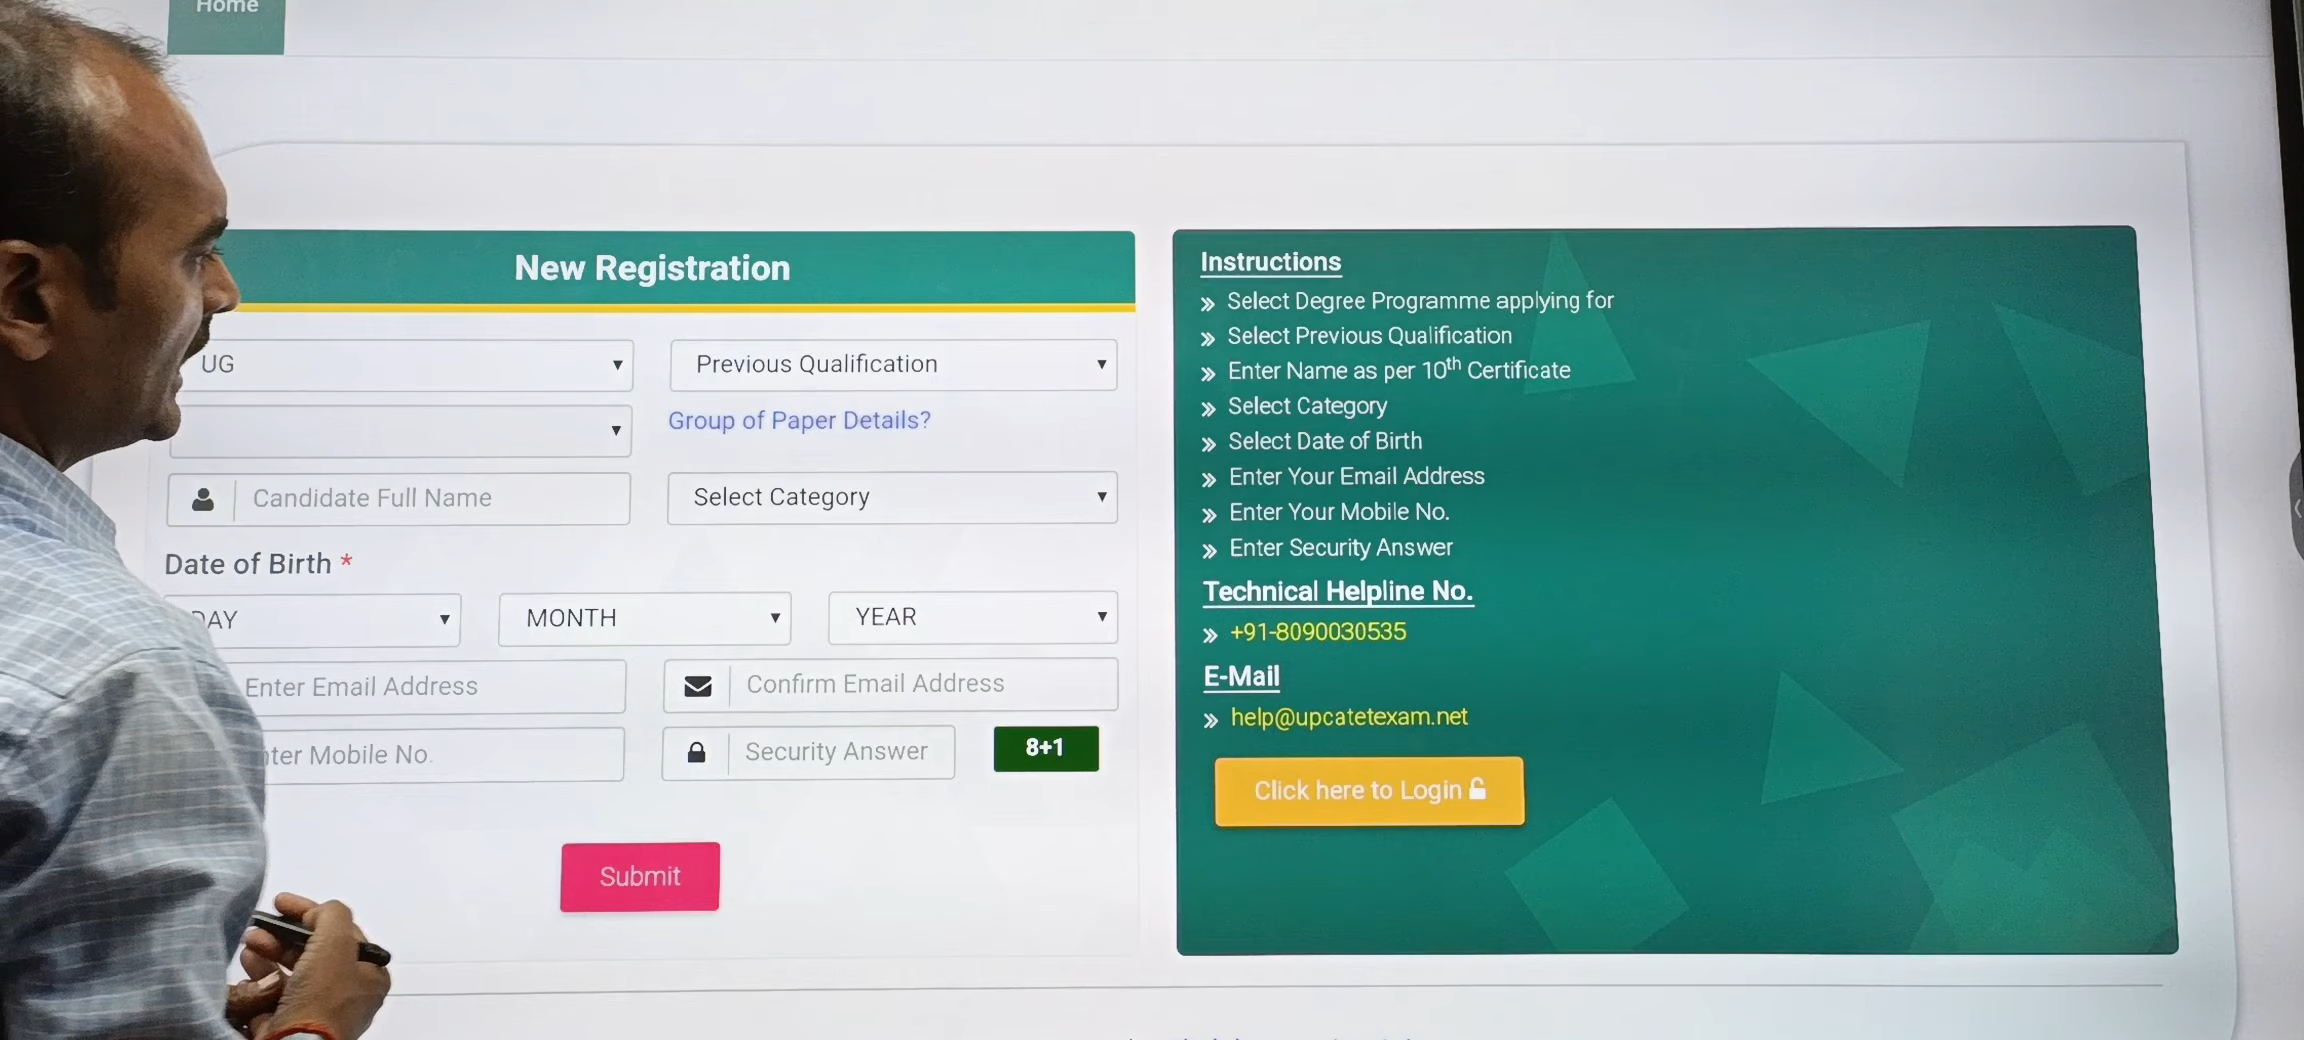 Home
New Registration
UG
Previous Qualification
Group of Paper Details?
Candidate Full Name
Select Category
Date of Birth *
DAY
MONTH
YEAR
Enter Email Address
Confirm Email Address
nter Mobile No.
Security Answer
8+1
Submit
Instructions
» Select Degree Programme applying for
» Select Previous Qualification
» Enter Name as per 10th Certificate
» Select Category
» Select Date of Birth
» Enter Your Email Address
» Enter Your Mobile No.
» Enter Security Answer
Technical Helpline No.
» +91-8090030535
E-Mail
» help@upcatetexam.net
Click here to Login